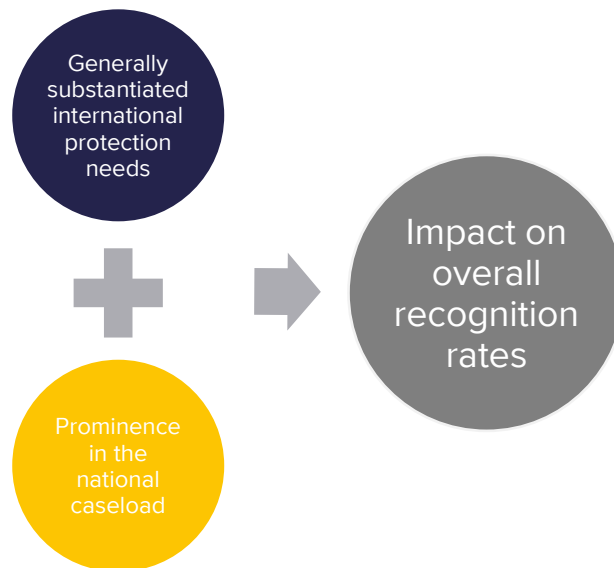 Generally
substantiated
international
protection
needs
Impact on
overall
recognition
rates
Prominence
in the
national
caseload